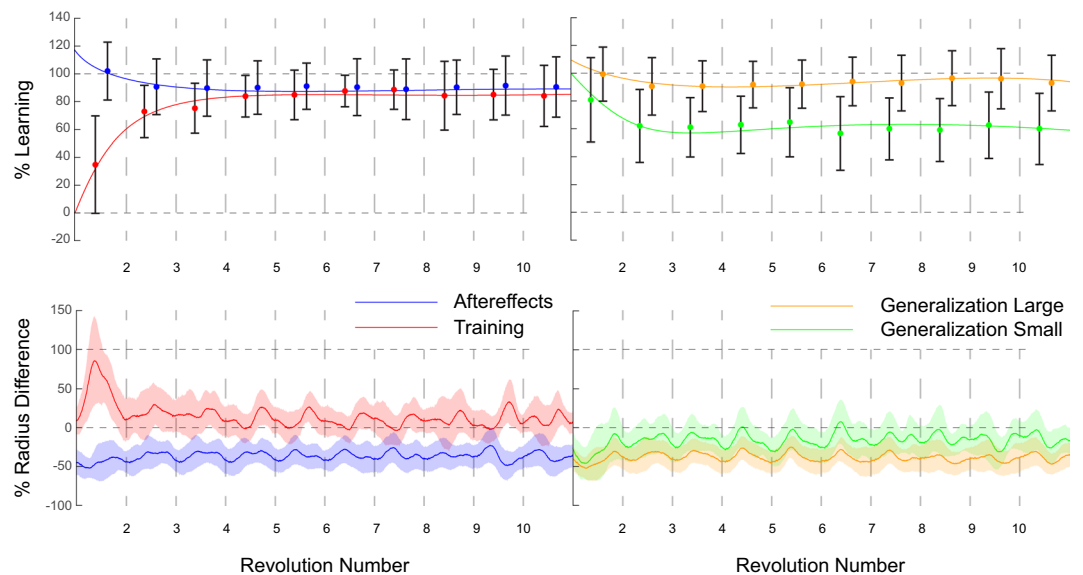 140
120
100
80
60
40
20
0
-20
% Learning
2 3 4 5 6 7 8 9 10
2 3 4 5 6 7 8 9 10
Aftereffects
Training
Generalization Large
Generalization Small
150
100
50
0
-50
-100
% Radius Difference
2 3 4 5 6 7 8 9 10
2 3 4 5 6 7 8 9 10
Revolution Number
Revolution Number